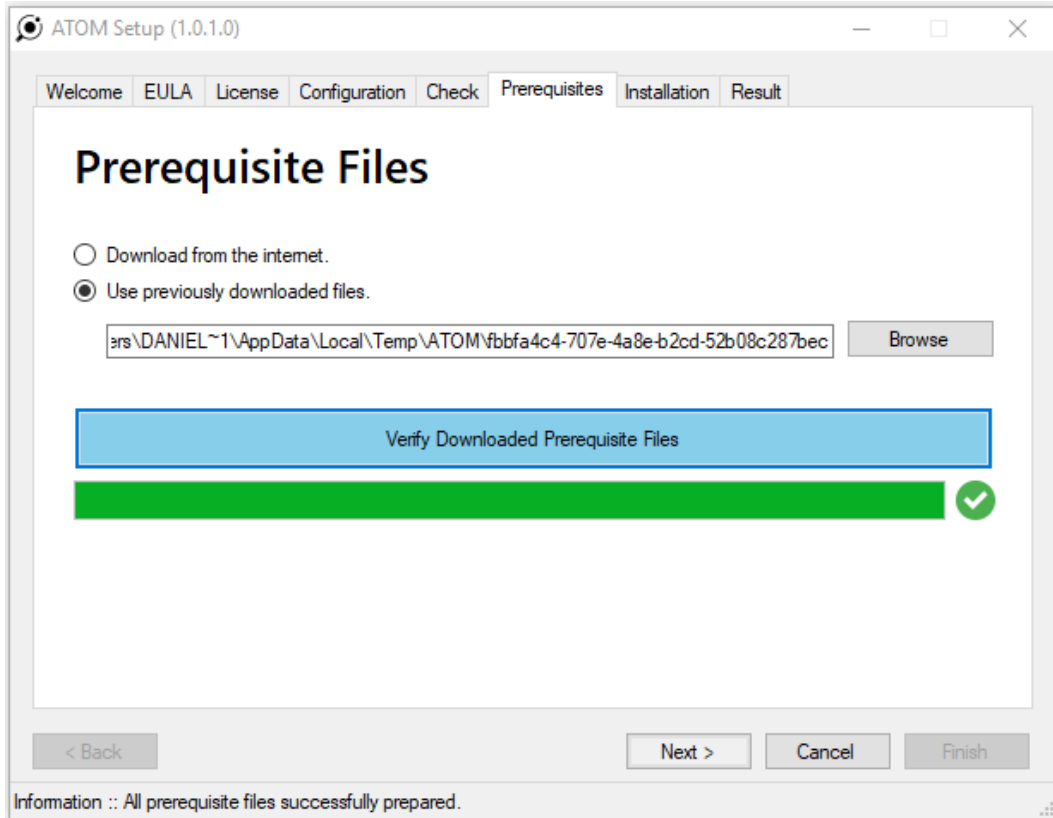 ATOM Setup (1.0.1.0)
Welcome EULA License Configuration Check Prerequisites Installation Result
Prerequisite Files
Download from the internet.
Use previously downloaded files.
ers\DANIEL~1\AppData\Local\Temp\ATOM\fbbfa4c4-707e-4a8e-b2cd-52b08c287bec Browse
Verify Downloaded Prerequisite Files
< Back Next > Cancel Finish
Information :: All prerequisite files successfully prepared.